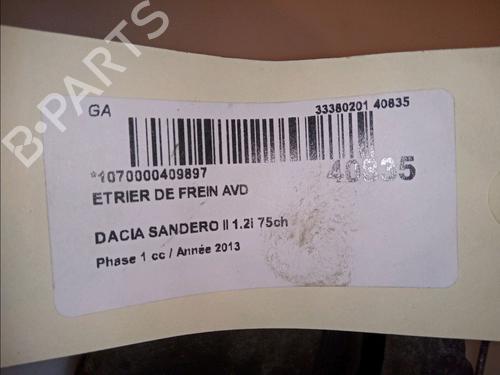 GA
33380201 40835
*1070000409897
40835
ETRIER DE FREIN AVD
DACIA SANDERO II 1.2i 75ch
Phase 1 cc / Année 2013
B-PARTS